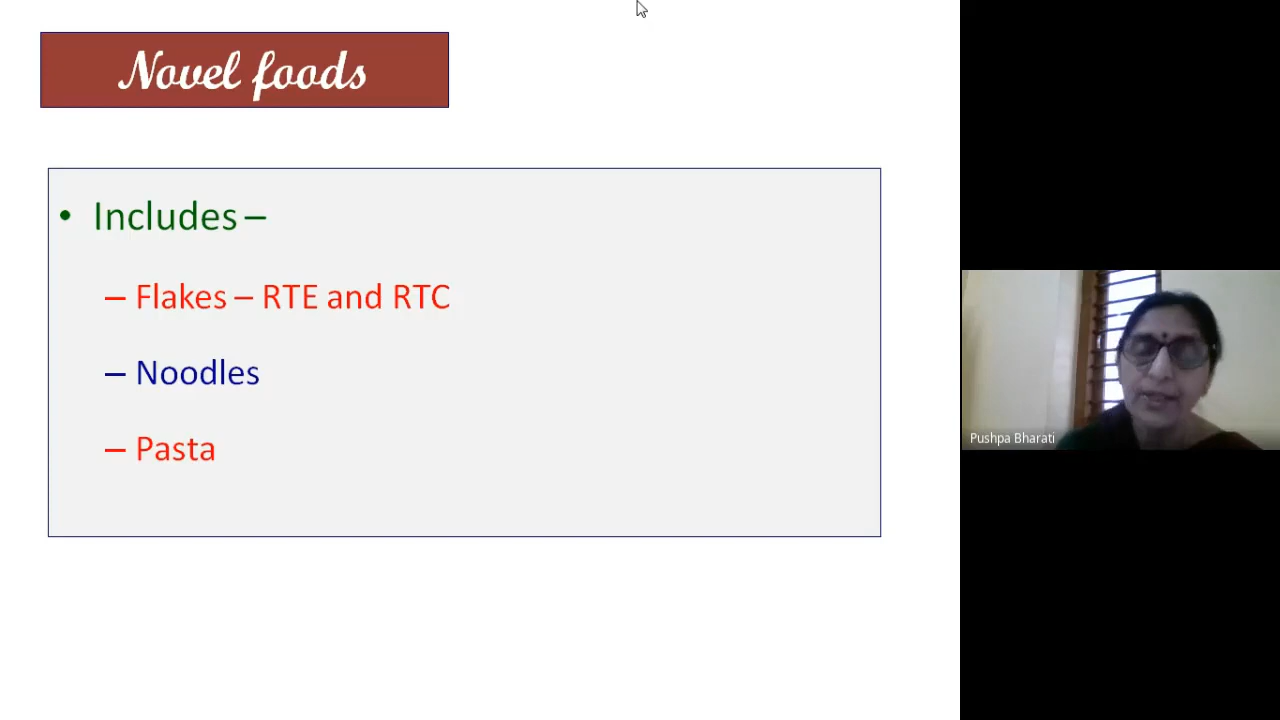 Novel foods
• Includes –
– Flakes – RTE and RTC
– Noodles
– Pasta
Pushpa Bharati